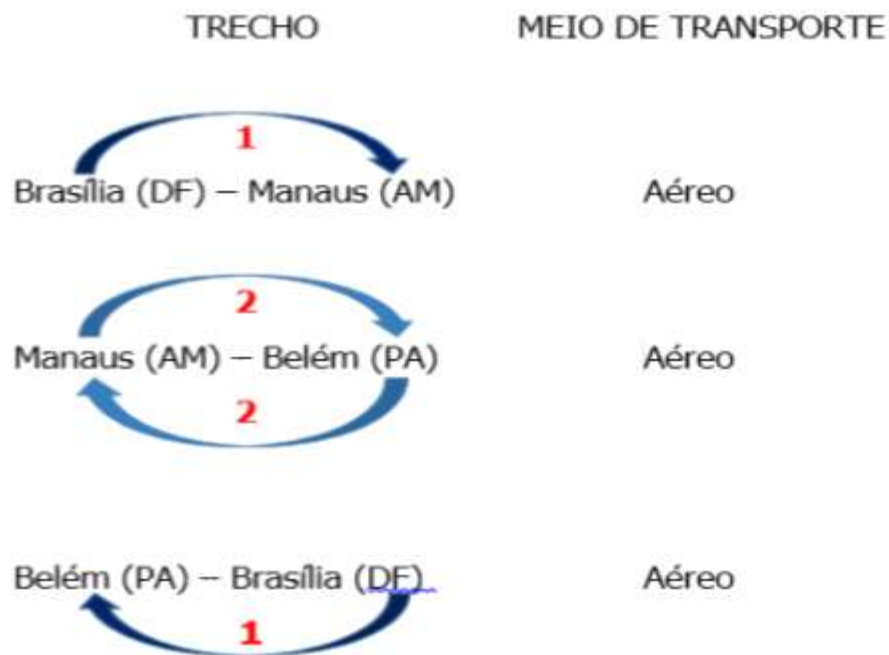 TRECHO MEIO DE TRANSPORTE
1
Brasília (DF) – Manaus (AM) Aéreo
2
Manaus (AM) – Belém (PA) Aéreo
2
Belém (PA) – Brasília (DF) Aéreo
1